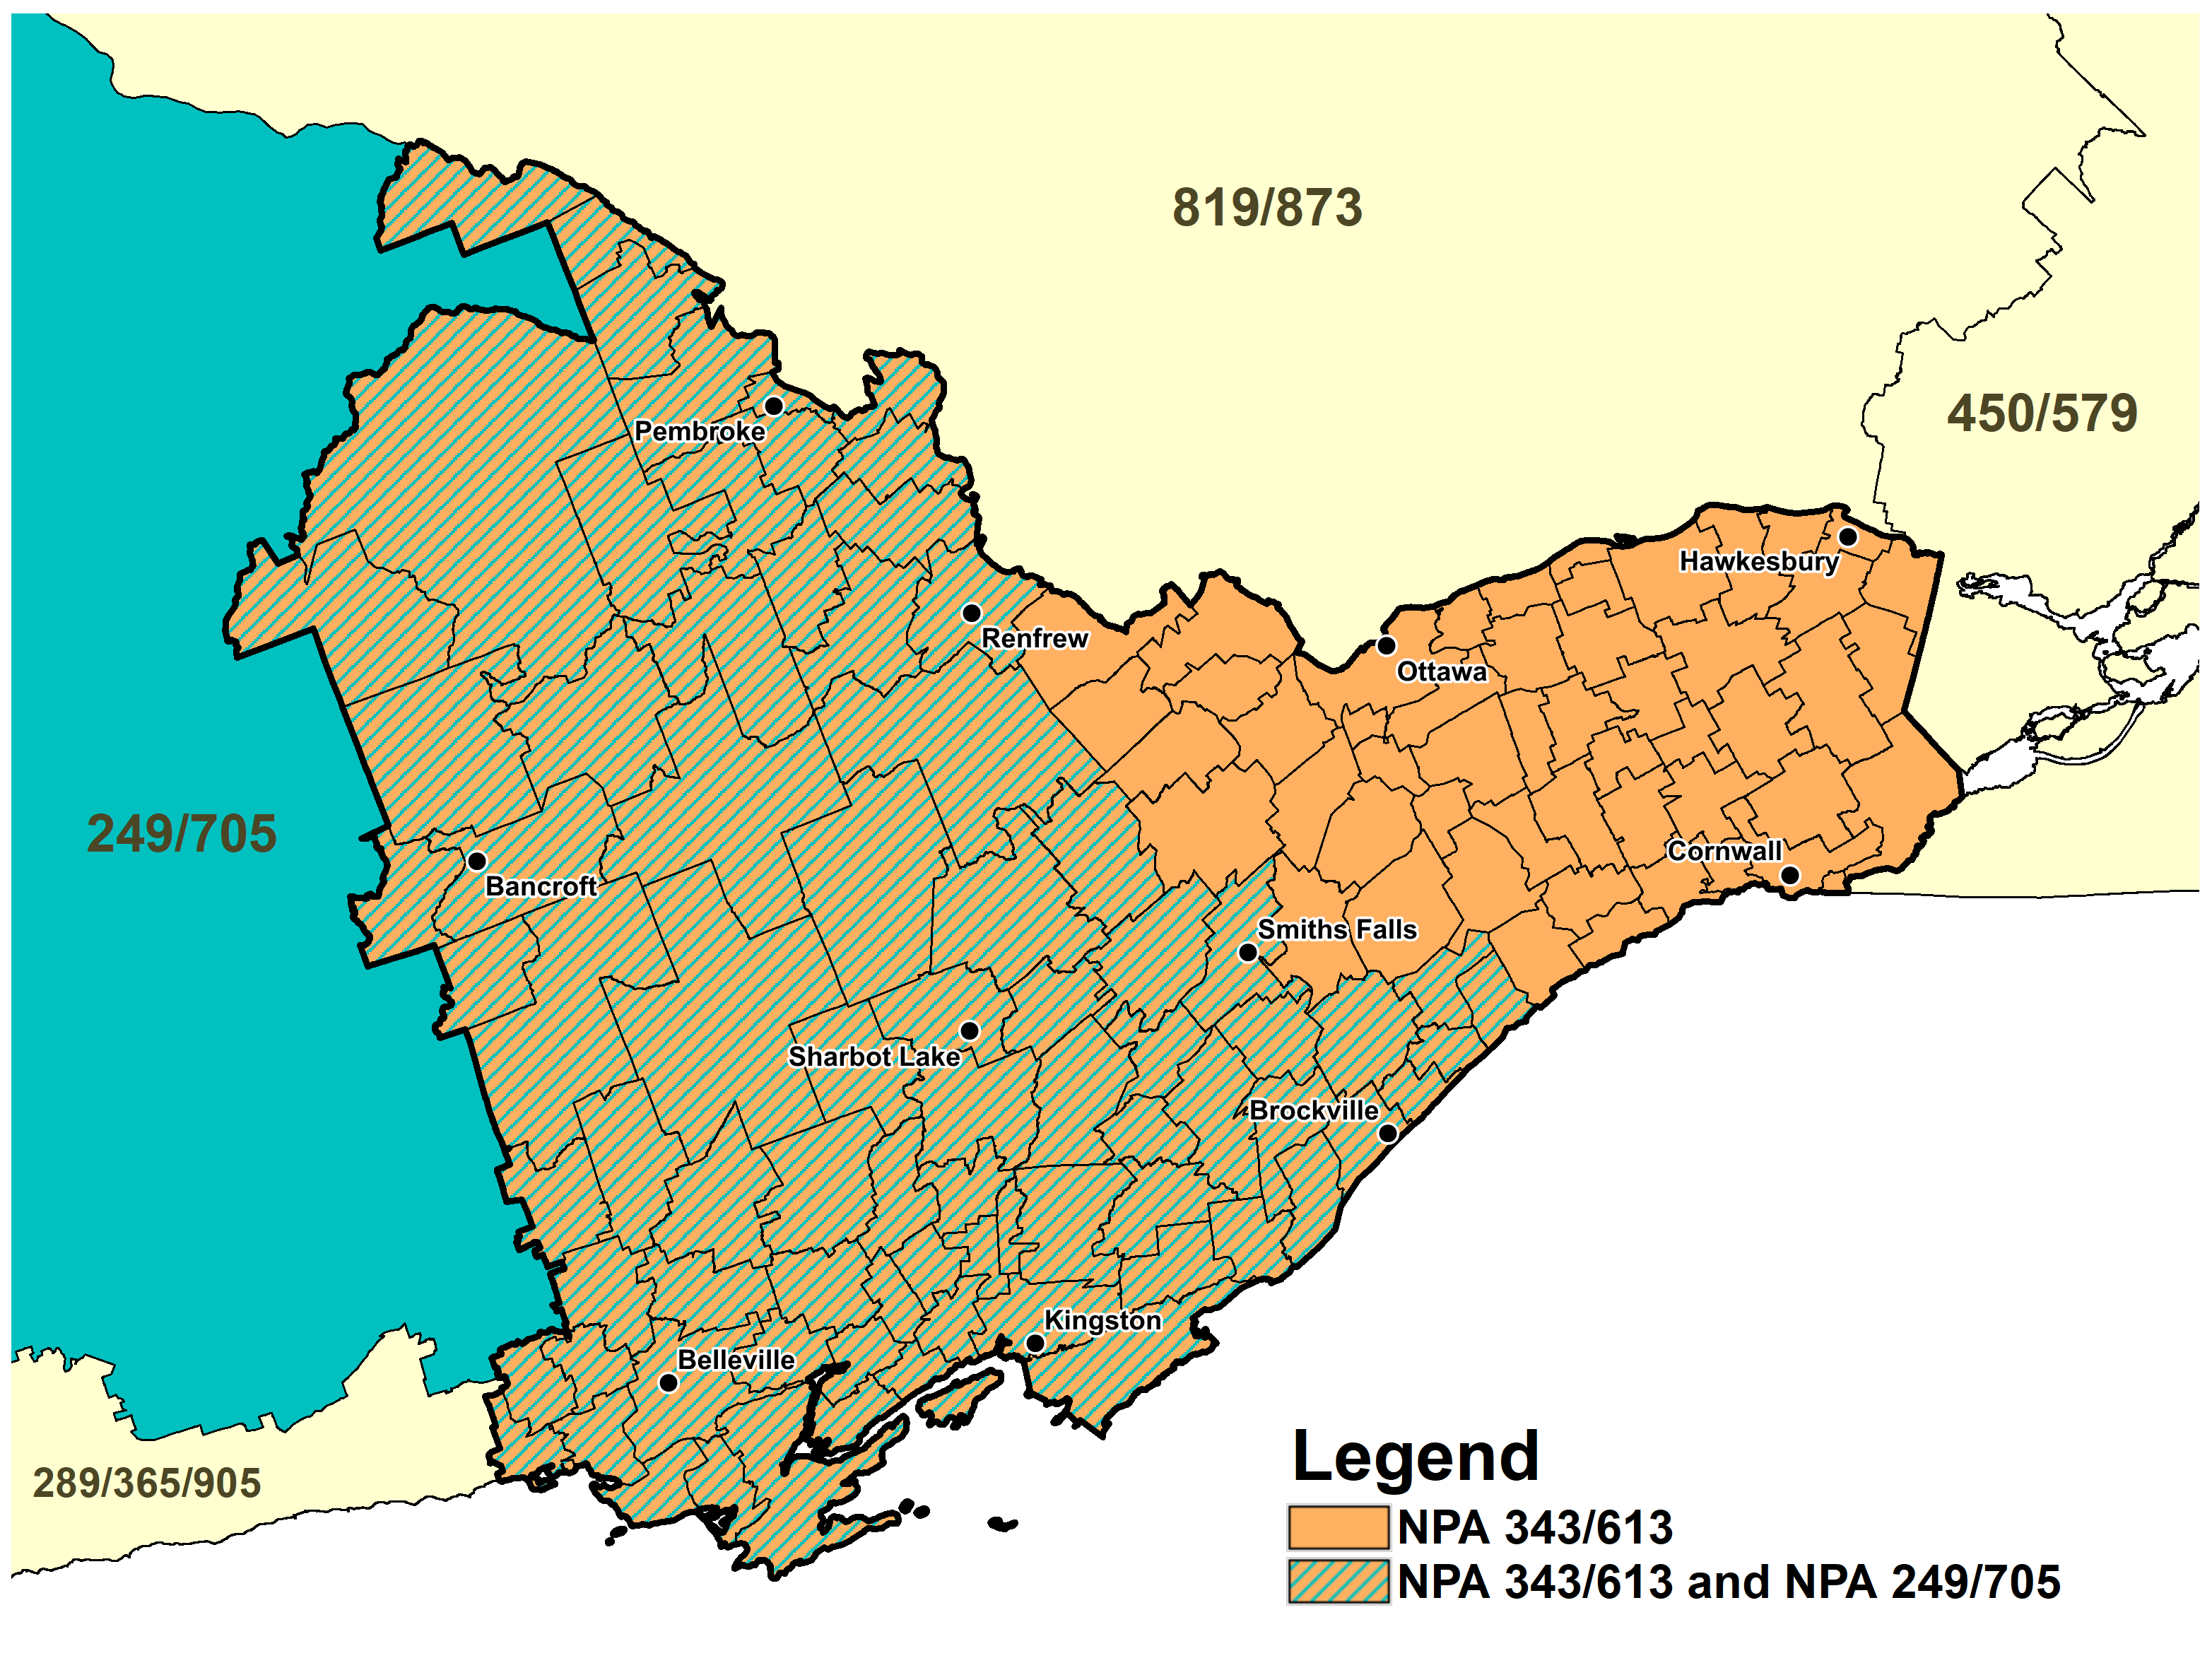 819/873
450/579
Pembroke
Hawkesbury
Renfrew
Ottawa
249/705
Cornwall
Bancroft
Smiths Falls
Sharbot Lake
Brockville
Kingston
Belleville
289/365/905
Legend
NPA 343/613
NPA 343/613 and NPA 249/705